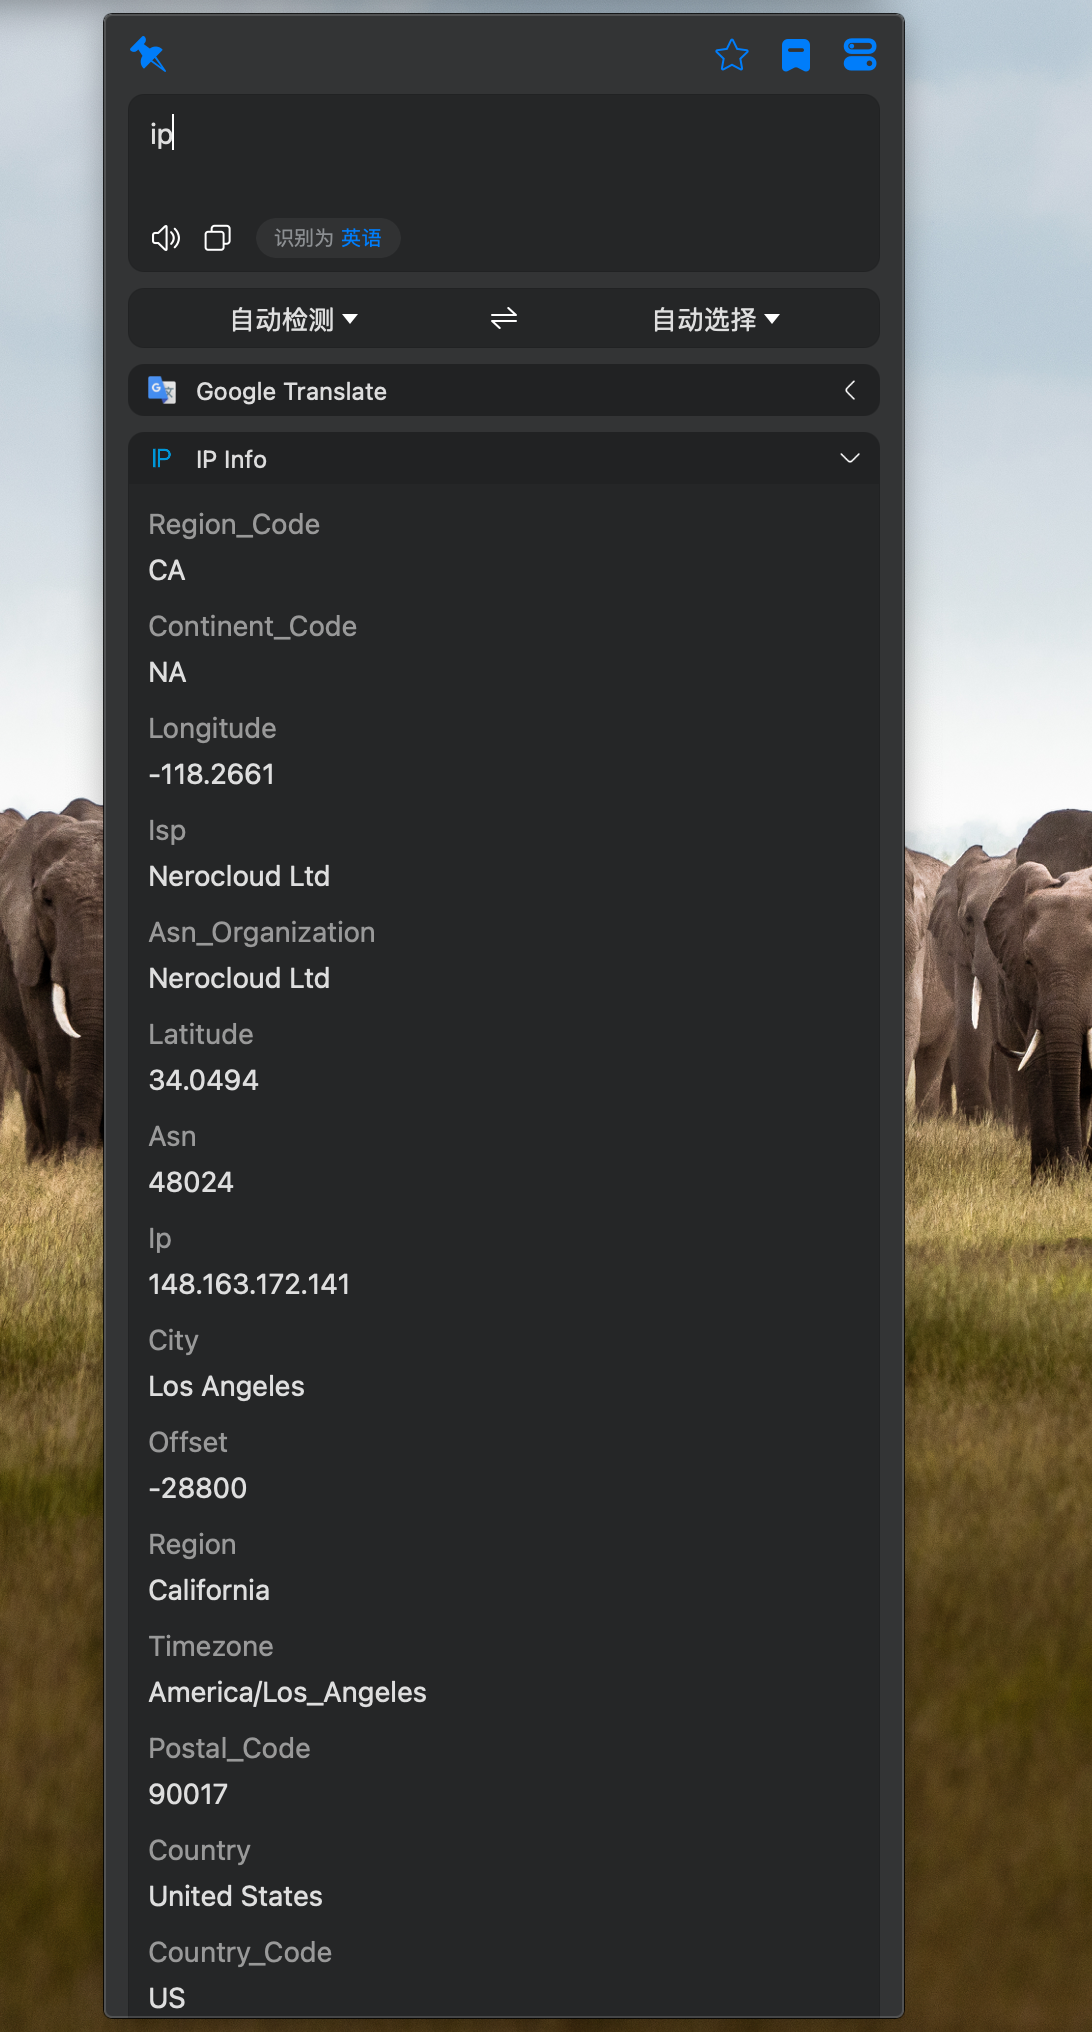 ip
识别为 英语
自动检测 自动选择
Google Translate
IP IP Info
Region_Code
CA
Continent_Code
NA
Longitude
-118.2661
Isp
Nerocloud Ltd
Asn_Organization
Nerocloud Ltd
Latitude
34.0494
Asn
48024
Ip
148.163.172.141
City
Los Angeles
Offset
-28800
Region
California
Timezone
America/Los_Angeles
Postal_Code
90017
Country
United States
Country_Code
US